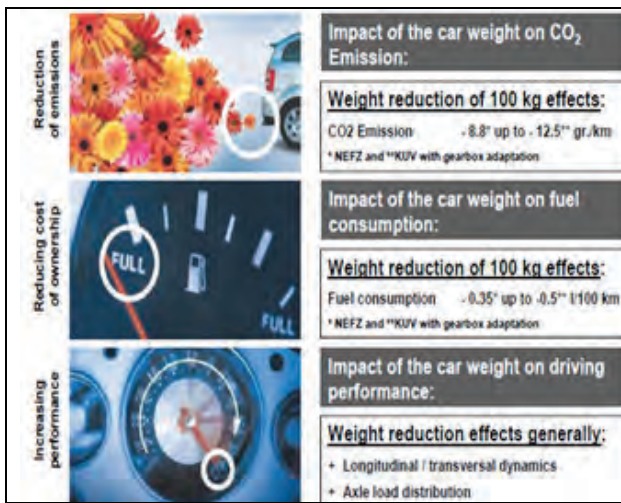 Reduction
of emissions
Impact of the car weight on CO2
Emission:
Weight reduction of 100 kg effects:
CO2 Emission - 8.8* up to - 12.5** gr./km
* NEFZ and **KUV with gearbox adaptation
Reducing cost
of ownership
FULL
FULL
Impact of the car weight on fuel
consumption:
Weight reduction of 100 kg effects:
Fuel consumption - 0.35* up to -0.5** l/100 km
* NEFZ and **KUV with gearbox adaptation
Increasing
performance
Impact of the car weight on driving
performance:
Weight reduction effects generally:
+ Longitudinal / transversal dynamics
+ Axle load distribution